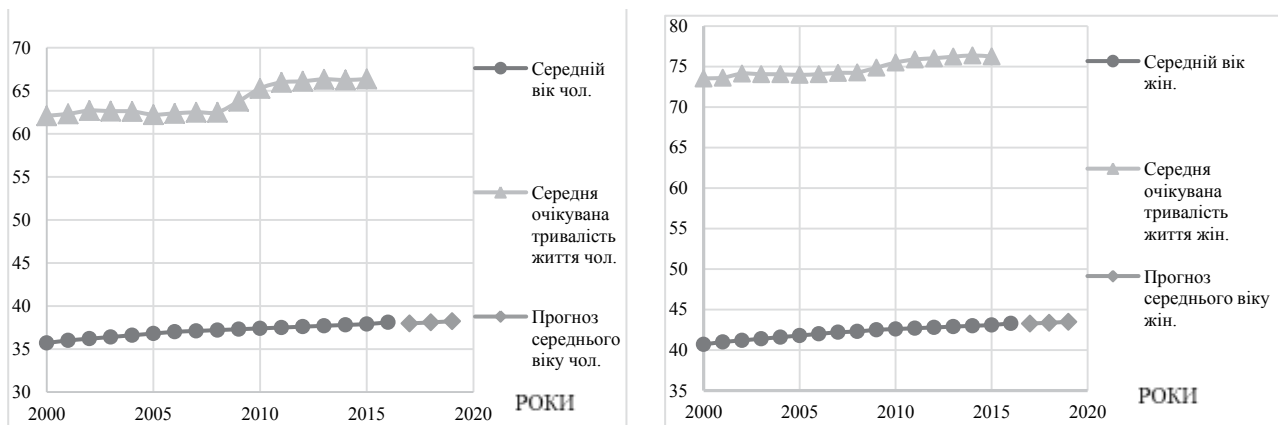 70
65
60
55
50
45
40
35
30
2000
2005
2010
2015
2020
РОКИ
Середній
вік чол.
Середня
очікувана
тривалість
життя чол.
Прогноз
середнього
віку чол.
80
75
70
65
60
55
50
45
40
35
2000
2005
2010
2015
2020
РОКИ
Середній вік
жін.
Середня
очікувана
тривалість
життя жін.
Прогноз
середнього віку
жін.